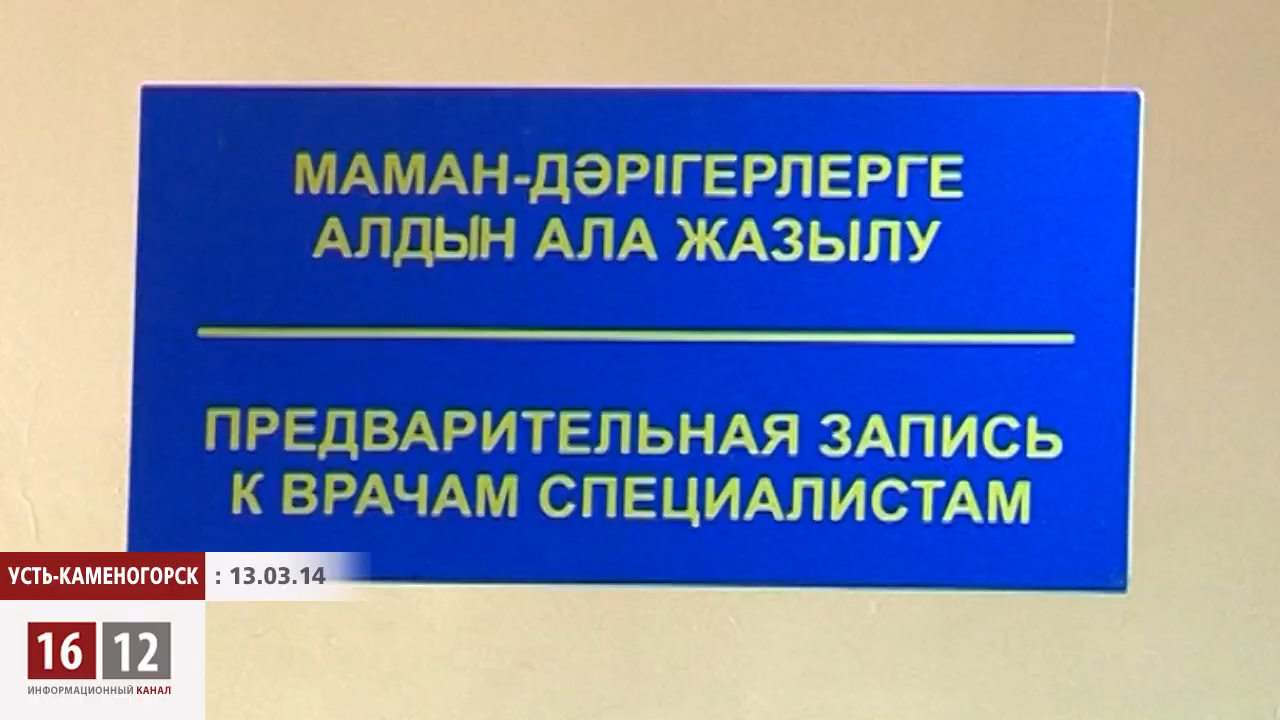 МАМАН-ДӘРІГЕРЛЕРГЕ
АЛДЫН АЛА ЖАЗЫЛУ
ПРЕДВАРИТЕЛЬНАЯ ЗАПИСЬ
К ВРАЧАМ СПЕЦИАЛИСТАМ
УСТЬ-КАМЕНОГОРСК : 13.03.14
16 12
ИНФОРМАЦИОННЫЙ КАНАЛ